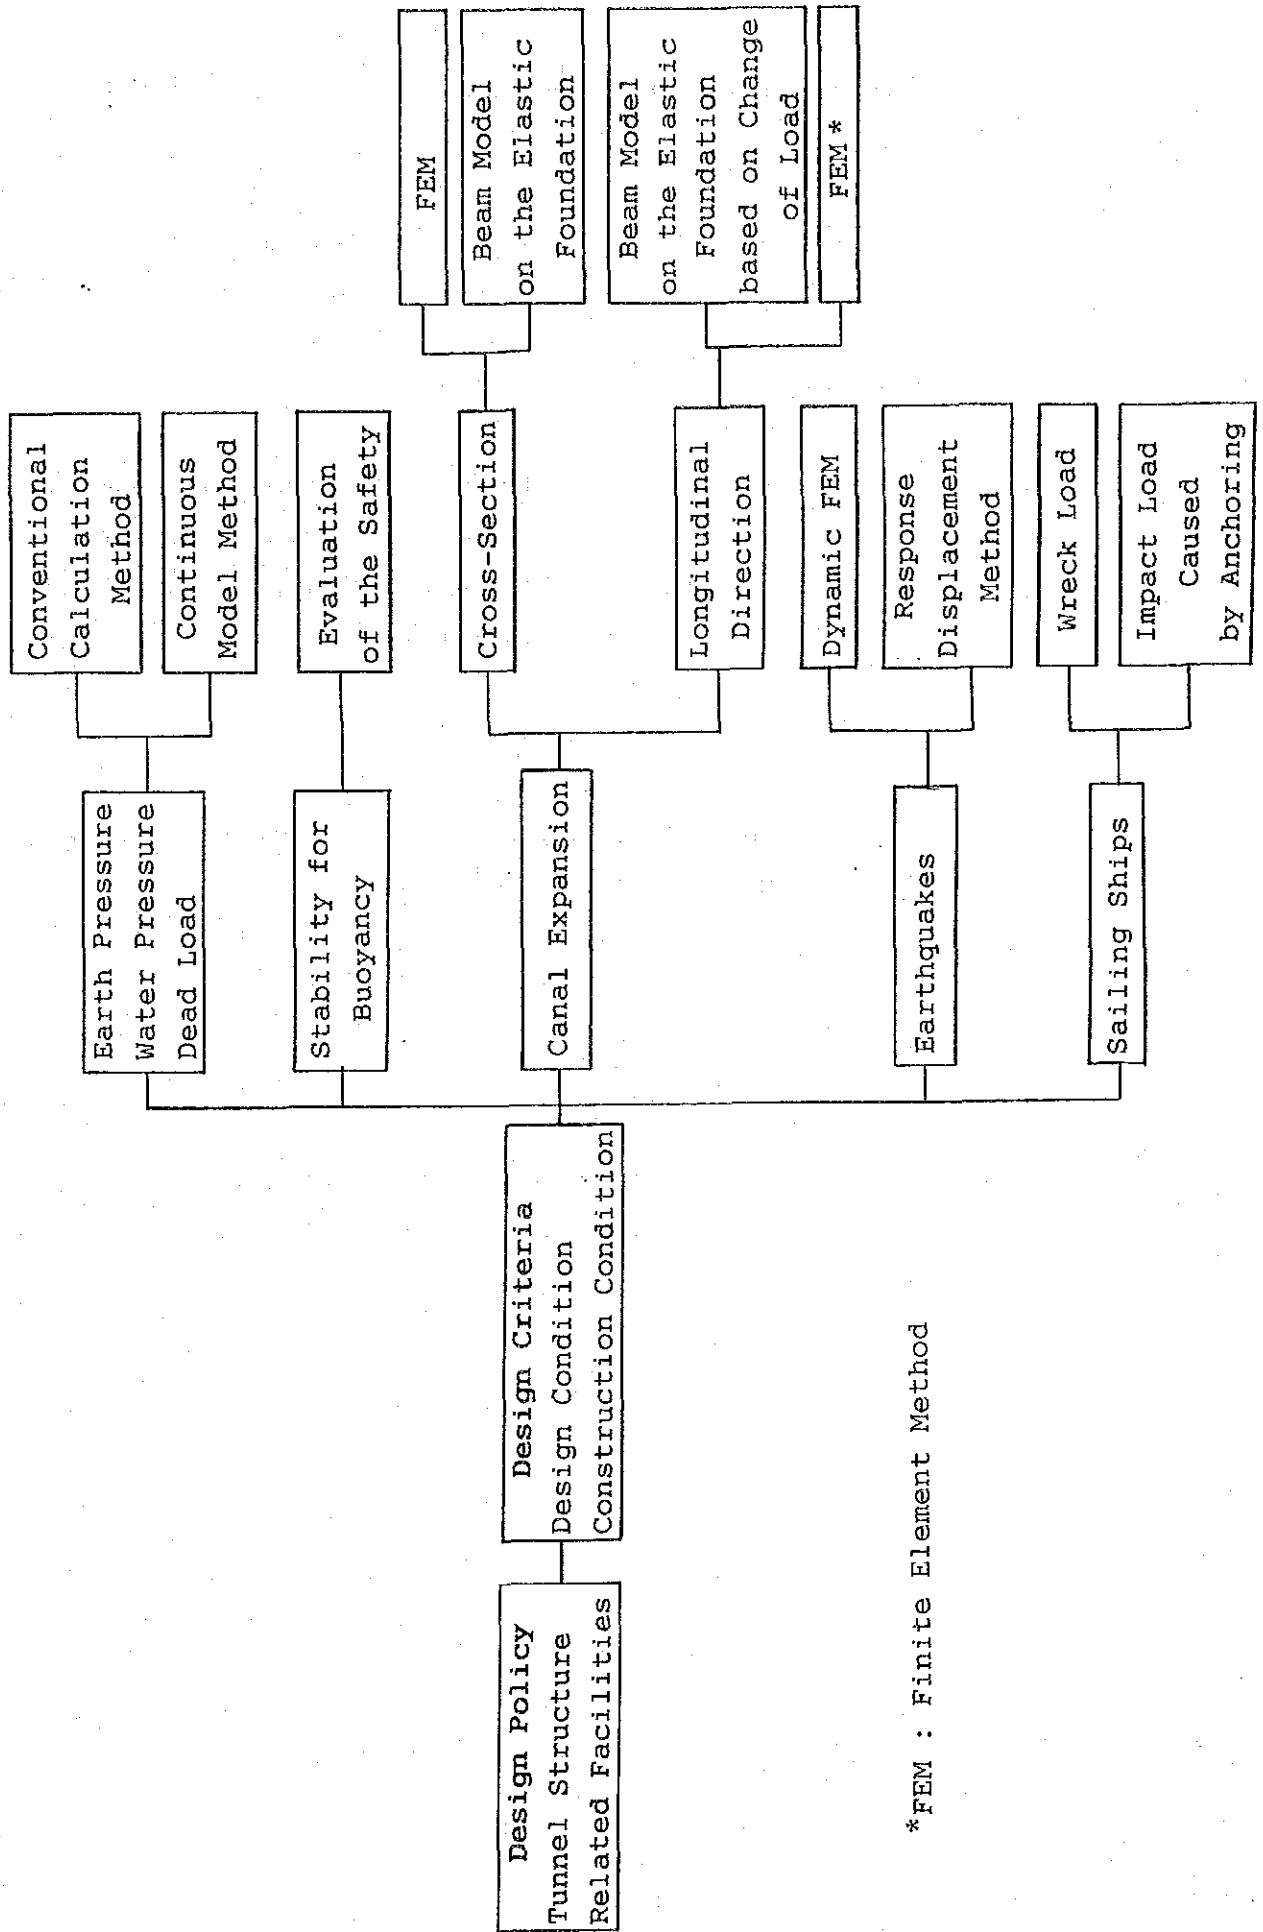 Design Policy
Tunnel Structure
Related Facilities
Design Criteria
Design Condition
Construction Condition
Earth Pressure
Water Pressure
Dead Load
Conventional
Calculation
Method
Continuous
Model Method
Stability for
Buoyancy
Evaluation
of the Safety
Canal Expansion
Cross-Section
FEM
Beam Model
on the Elastic
Foundation
Longitudinal
Direction
Beam Model
on the Elastic
Foundation
based on Change
of Load
FEM *
Earthquakes
Dynamic FEM
Response
Displacement
Method
Sailing Ships
Wreck Load
Impact Load
Caused
by Anchoring
*FEM : Finite Element Method